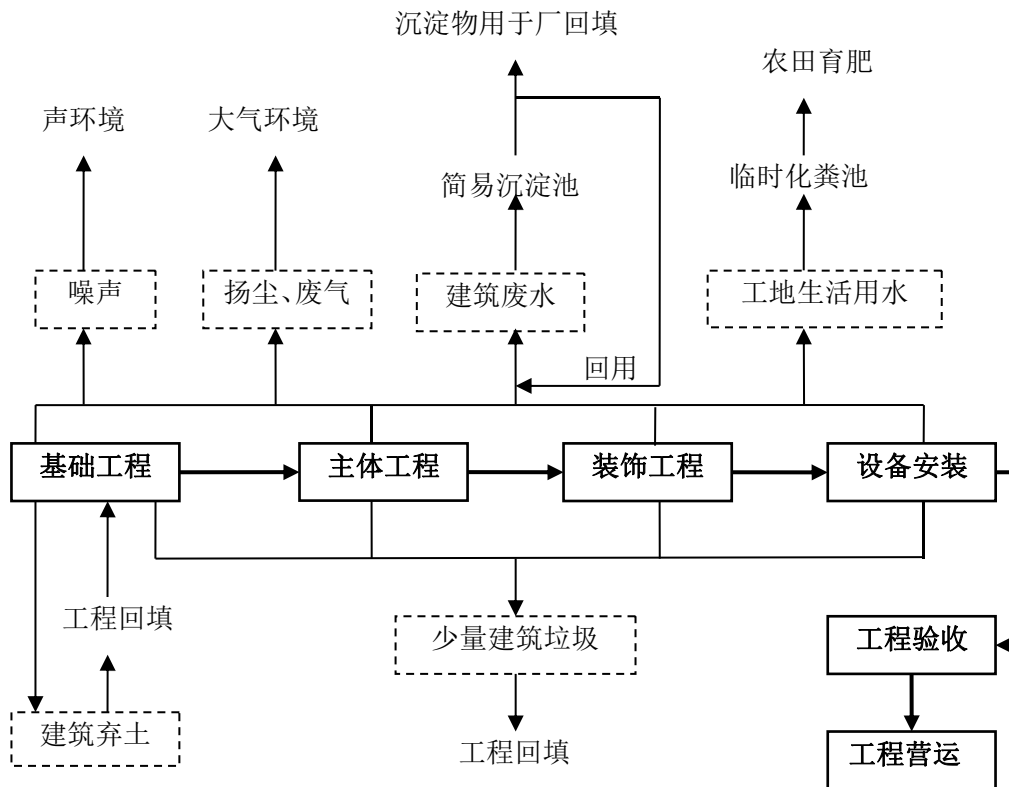 沉淀物用于厂回填
农田育肥
声环境
大气环境
简易沉淀池
临时化粪池
噪声
扬尘、废气
建筑废水
工地生活用水
回用
基础工程
主体工程
装饰工程
设备安装
工程回填
少量建筑垃圾
工程验收
建筑弃土
工程回填
工程营运